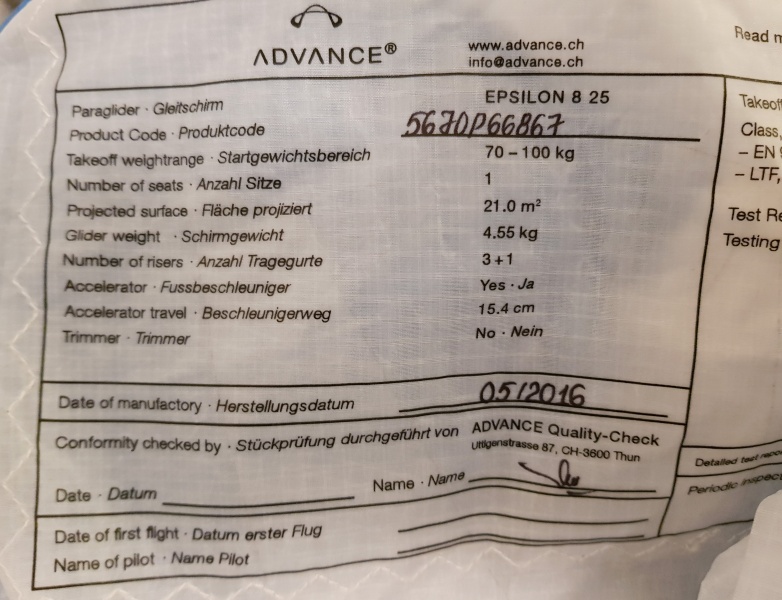 ADVANCE®
www.advance.ch
info@advance.ch
Read
Paraglider · Gleitschirm EPSILON 8 25
Product Code · Produktcode 5670P66867
Takeoff weightrange · Startgewichtsbereich 70 – 100 kg
Number of seats · Anzahl Sitze 1
Projected surface · Fläche projiziert 21.0 m²
Glider weight · Schirmgewicht 4.55 kg
Number of risers · Anzahl Tragegurte 3+1
Accelerator · Fussbeschleuniger Yes · Ja
Accelerator travel · Beschleunigerweg 15.4 cm
Trimmer · Trimmer No · Nein
Date of manufactory · Herstellungsdatum 05/2016
Conformity checked by · Stückprüfung durchgeführt von ADVANCE Quality-Check
Uttigenstrasse 87, CH-3600 Thun
Date · Datum Name · Name
Date of first flight · Datum erster Flug
Name of pilot · Name Pilot
Takeoff
Class,
– EN
– LTF,
Test
Testing
Detailed test
Periodic